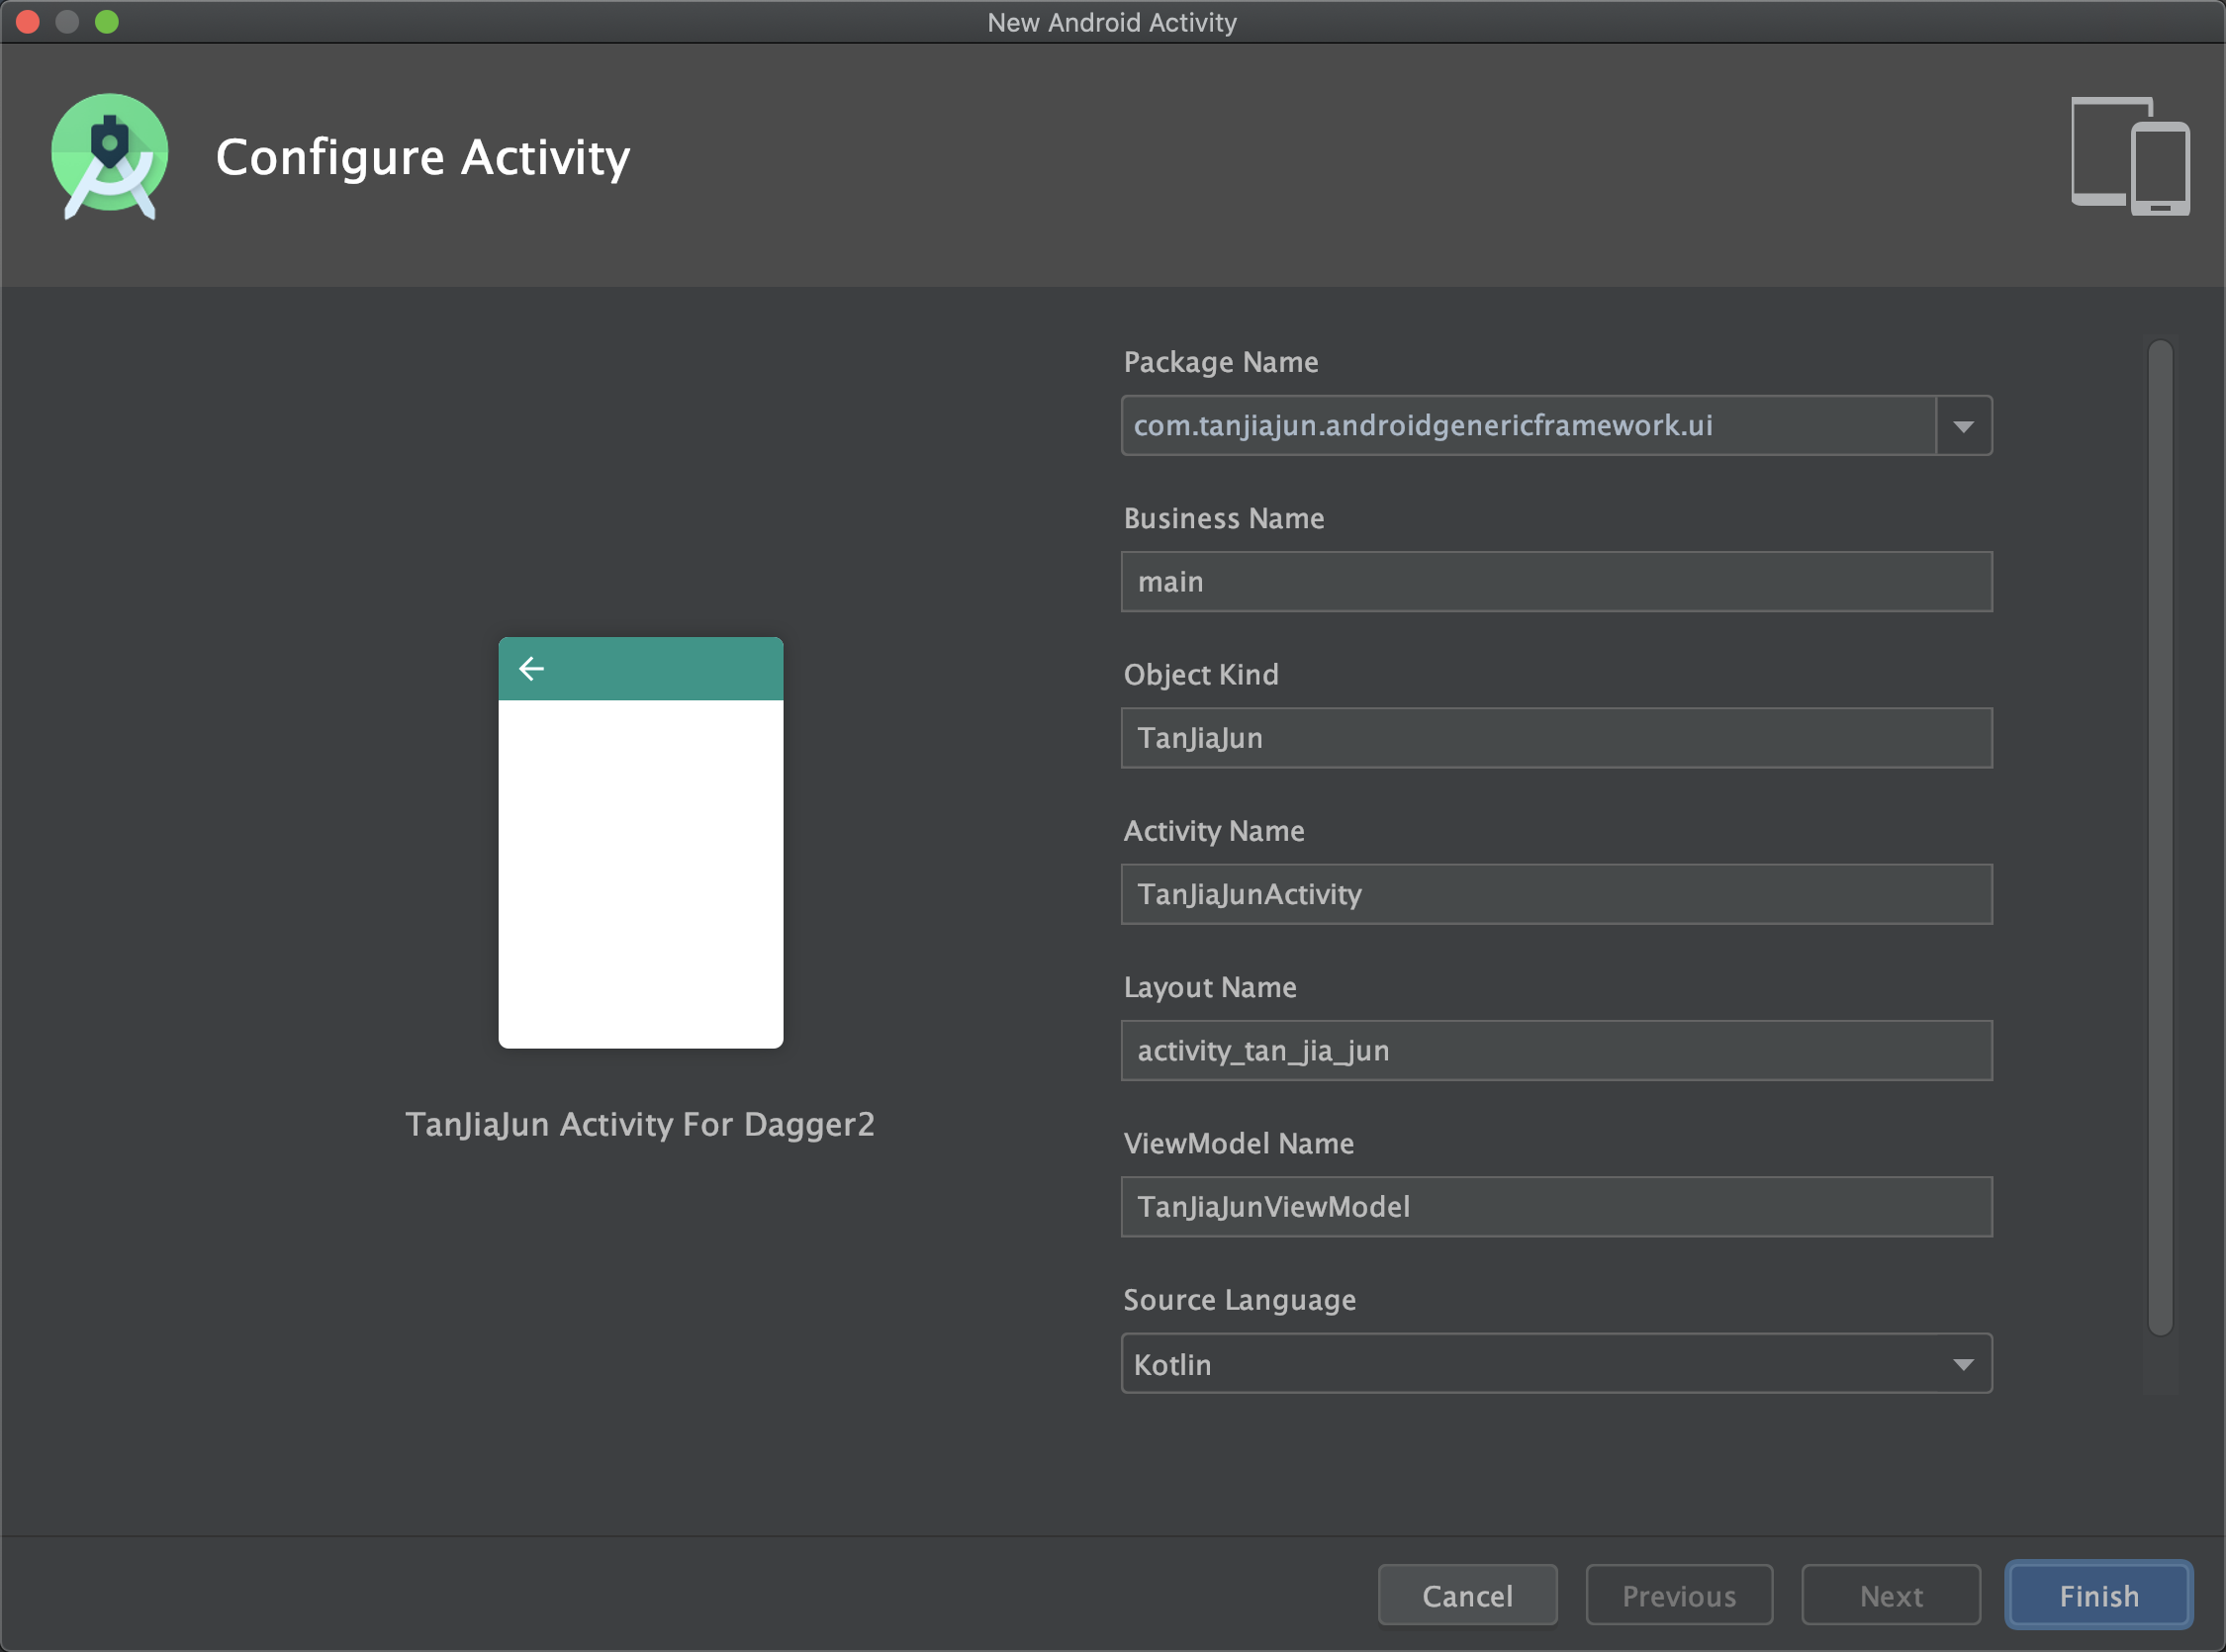 New Android Activity
Configure Activity
Package Name
com.tanjiajun.androidgenericframework.ui
Business Name
main
Object Kind
TanJiaJun
Activity Name
TanJiaJunActivity
Layout Name
activity_tan_jia_jun
TanJiaJun Activity For Dagger2
ViewModel Name
TanJiaJunViewModel
Source Language
Kotlin
Cancel
Previous
Next
Finish